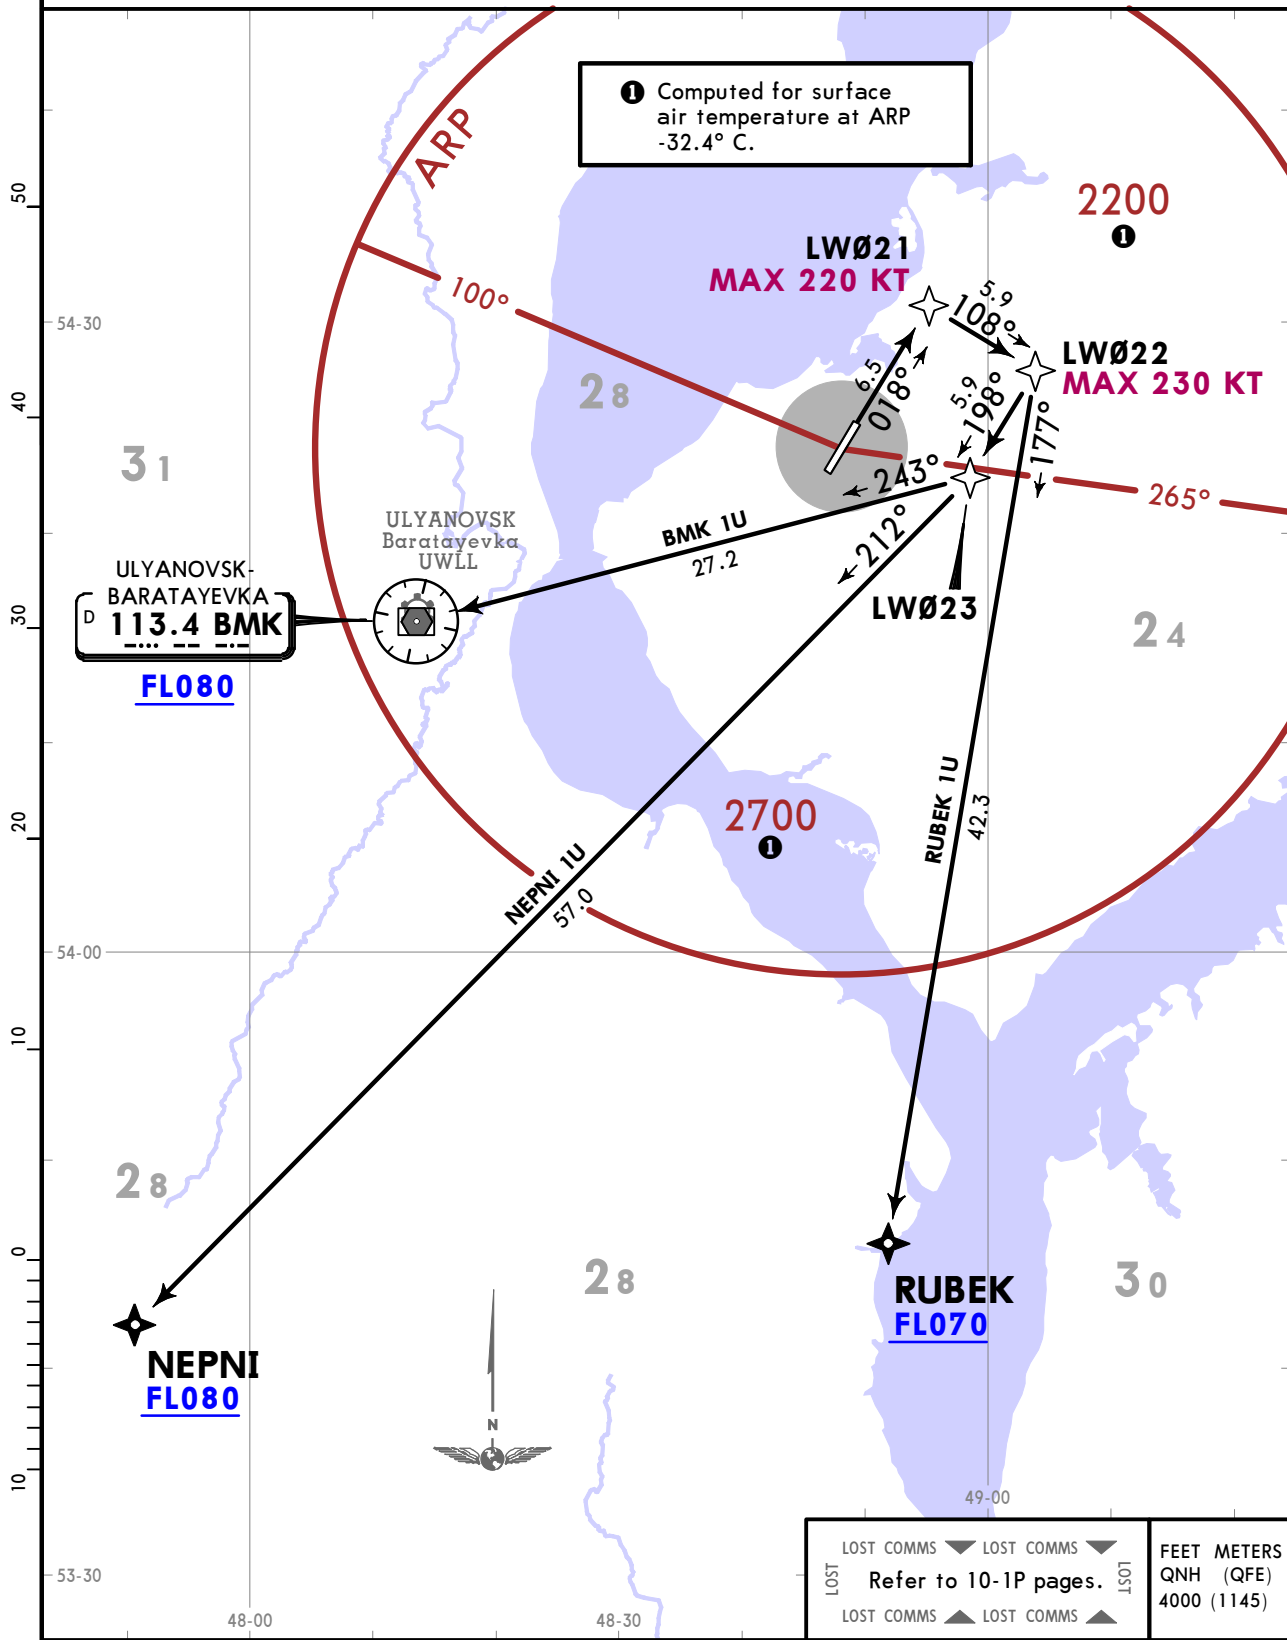 ❶ Computed for surface
air temperature at ARP
-32.4° C.
ARP
50
2200
❶
LWØ21
MAX 220 KT
100°
5.9
108°
54-30
LWØ22
MAX 230 KT
6.5
018°
5.9
198°
177°
28
40
31
243°
265°
212°
ULYANOVSK
Baratayevka
UWLL
BMK 1U
27.2
ULYANOVSK-
BARATAYEVKA
D 113.4 BMK
FL080
LWØ23
30
24
RUBEK 1U
42.3
20
2700
❶
NEPNI 1U
57.0
54-00
10
28
0
28
30
RUBEK
FL070
NEPNI
FL080
N
10
49-00
53-30
48-00
48-30
LOST COMMS LOST COMMS
LOST
Refer to 10-1P pages.
LOST
LOST COMMS LOST COMMS
FEET METERS
QNH (QFE)
4000 (1145)